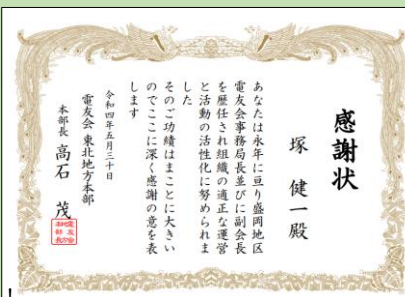 感謝状
塚 健一 殿
あなたは永年に亘り盛岡地区
電友会事務局長並びに副会長
を歴任され組織の適正な運営
と活動の活性化に努められま
した
そのご功績はまことに大きい
のでここに深く感謝の意を表
します
令和四年五月三十日
電友会 東北地方本部
本部長 高石 茂
!